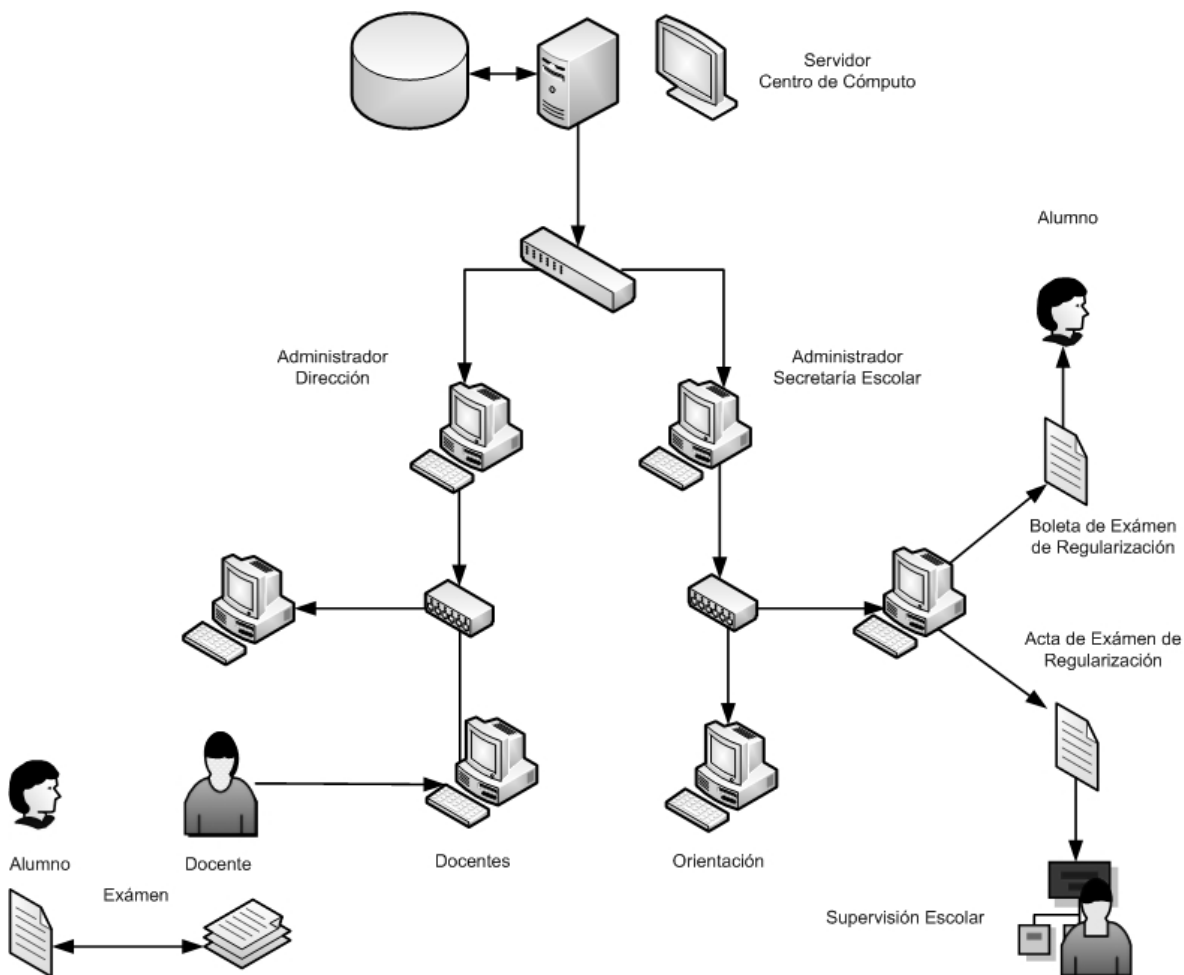 Servidor
Centro de Cómputo
Alumno
Administrador
Dirección
Administrador
Secretaría Escolar
Boleta de Exámen
de Regularización
Acta de Exámen de
Regularización
Alumno
Docente
Docentes
Orientación
Exámen
Supervisión Escolar